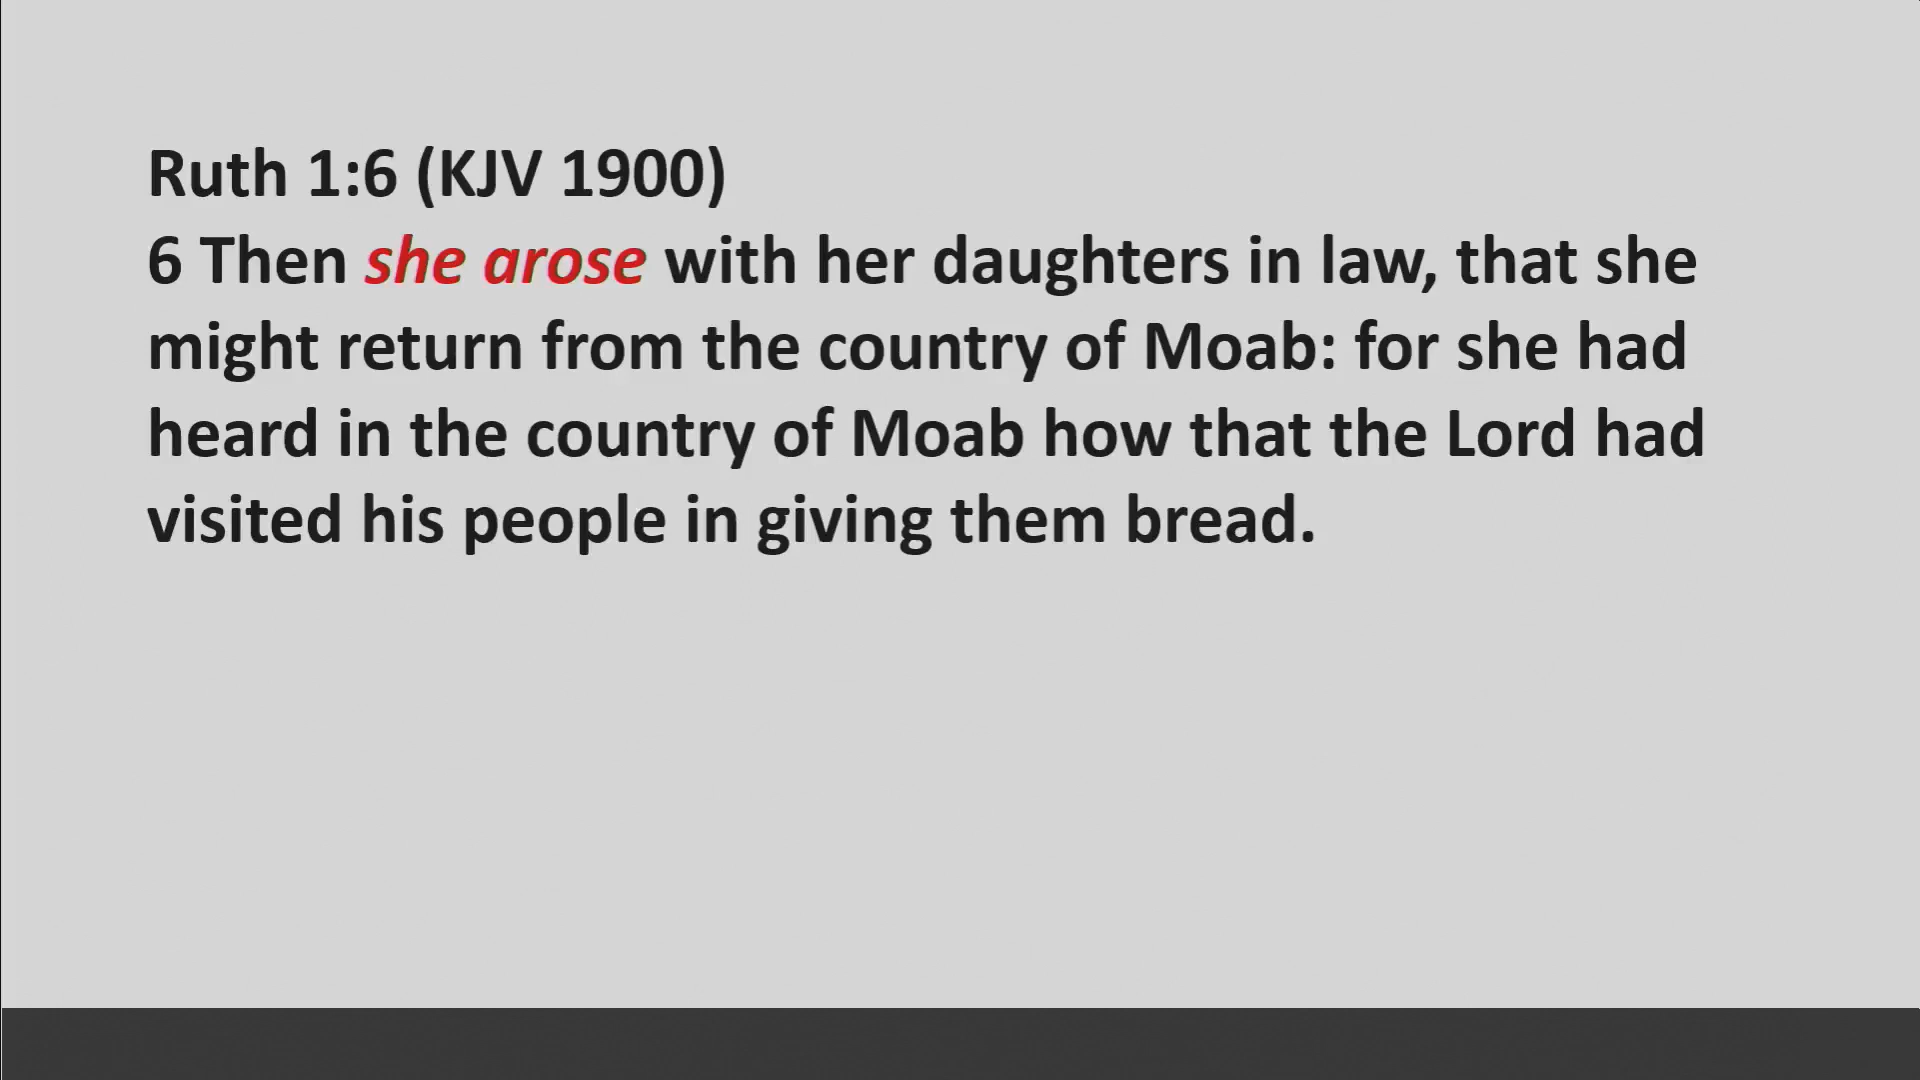 Ruth 1:6 (KJV 1900)
6 Then she arose with her daughters in law, that she
might return from the country of Moab: for she had
heard in the country of Moab how that the Lord had
visited his people in giving them bread.